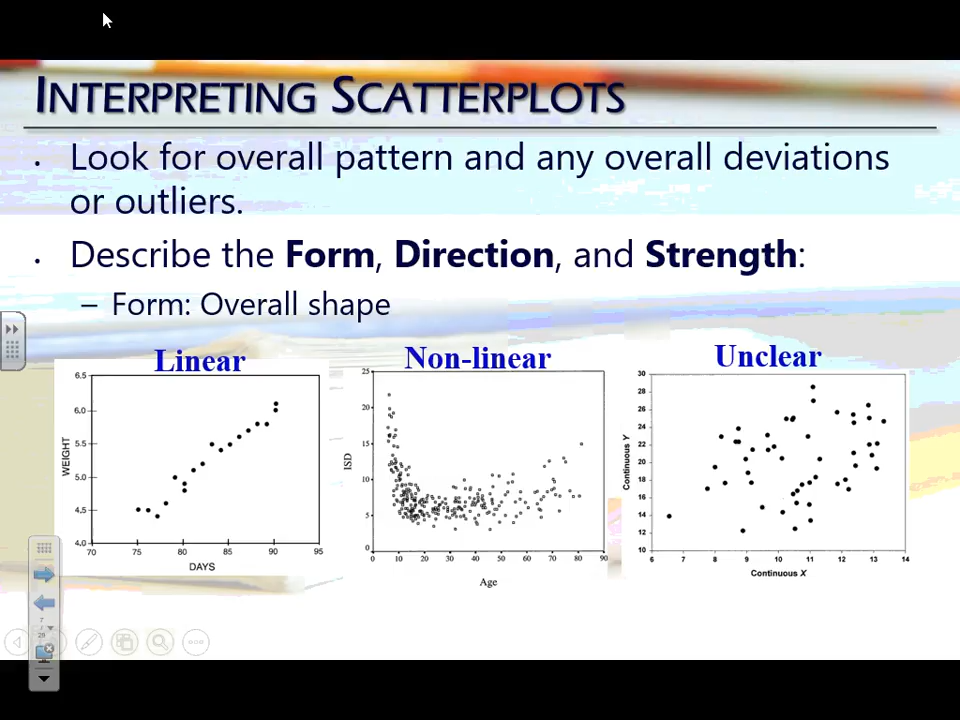 INTERPRETING SCATTERPLOTS
• Look for overall pattern and any overall deviations
or outliers.
• Describe the Form, Direction, and Strength:
– Form: Overall shape
Linear
6.5
6,0
5.5
5.0
4,5
4.0
WEIGHT
70 75 80 85 90 95
DAYS
Non-linear
25
20
15
10
5
0
ISD
0 10 20 30 40 50 60 70 80 90
Age
Unclear
30
28
26
24
22
20
18
16
14
12
10
Continuous Y
6 7 8 9 10 11 12 13 14
Continuous X
7
/
29